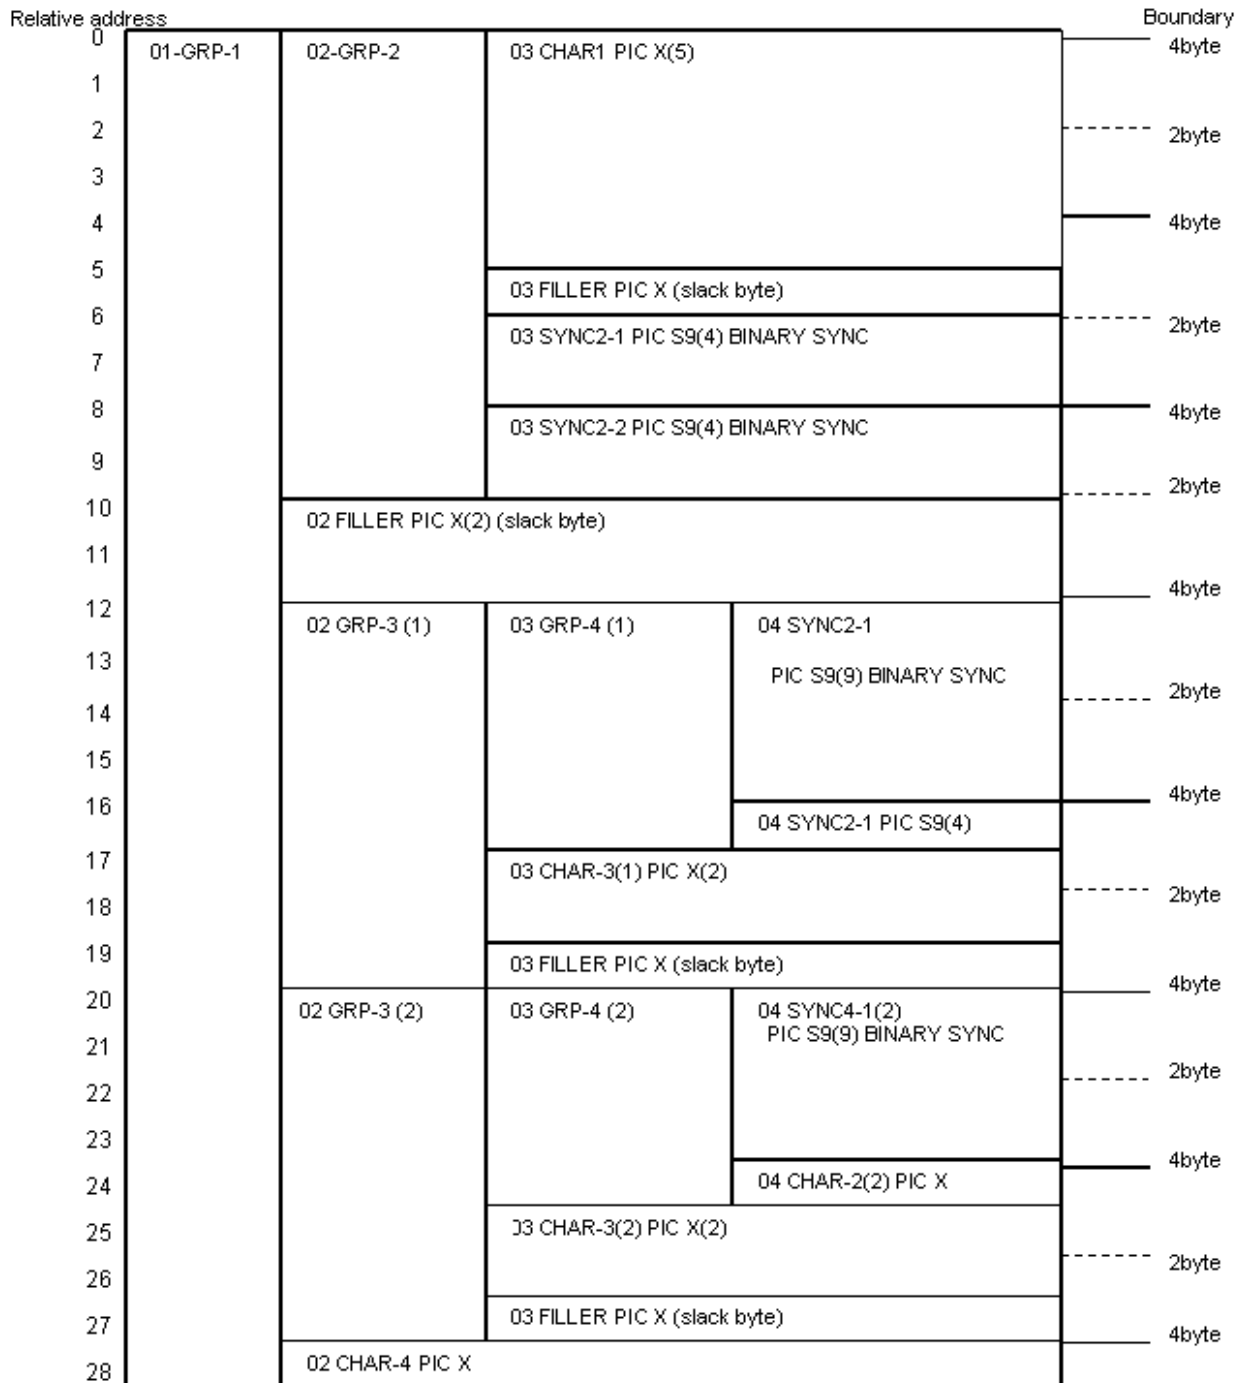 Relative address
Boundary
0
01-GRP-1
02-GRP-2
03 CHAR1 PIC X(5)
4byte
1
2
2byte
3
4
4byte
5
03 FILLER PIC X (slack byte)
6
2byte
03 SYNC2-1 PIC S9(4) BINARY SYNC
7
8
4byte
03 SYNC2-2 PIC S9(4) BINARY SYNC
9
2byte
10
02 FILLER PIC X(2) (slack byte)
11
4byte
12
02 GRP-3 (1)
03 GRP-4 (1)
04 SYNC2-1
13
PIC S9(9) BINARY SYNC
2byte
14
15
4byte
16
04 SYNC2-1 PIC S9(4)
17
03 CHAR-3(1) PIC X(2)
2byte
18
19
03 FILLER PIC X (slack byte)
4byte
20
02 GRP-3 (2)
03 GRP-4 (2)
04 SYNC4-1(2)
PIC S9(9) BINARY SYNC
21
2byte
22
23
4byte
24
04 CHAR-2(2) PIC X
25
03 CHAR-3(2) PIC X(2)
2byte
26
27
03 FILLER PIC X (slack byte)
4byte
28
02 CHAR-4 PIC X